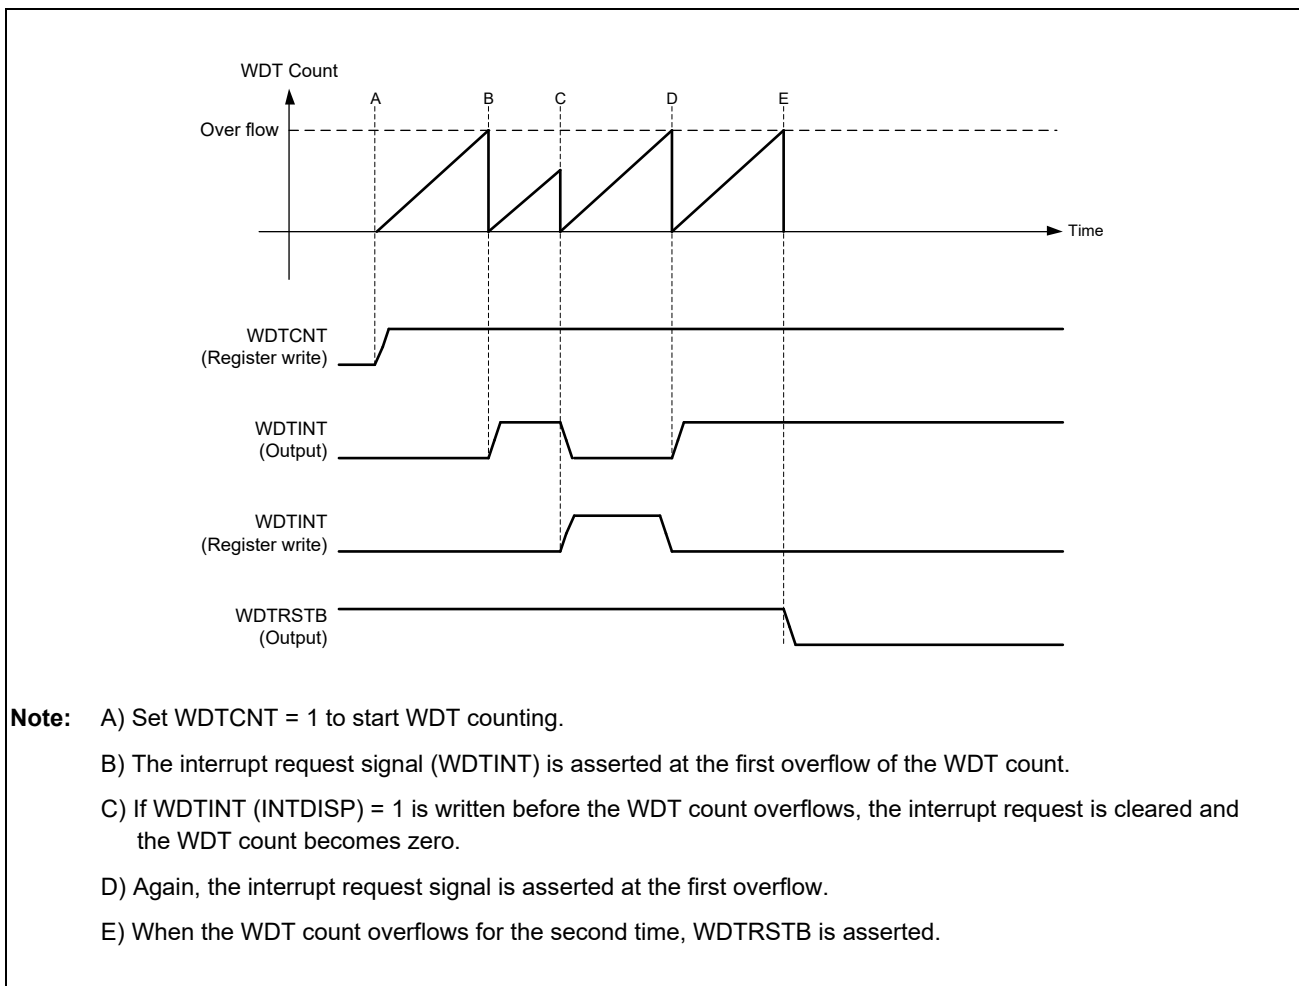 WDT Count
A B C D E
Over flow
Time
WDTCNT
(Register write)
WDTINT
(Output)
WDTINT
(Register write)
WDTRSTB
(Output)
Note: A) Set WDTCNT = 1 to start WDT counting.
B) The interrupt request signal (WDTINT) is asserted at the first overflow of the WDT count.
C) If WDTINT (INTDISP) = 1 is written before the WDT count overflows, the interrupt request is cleared and
the WDT count becomes zero.
D) Again, the interrupt request signal is asserted at the first overflow.
E) When the WDT count overflows for the second time, WDTRSTB is asserted.